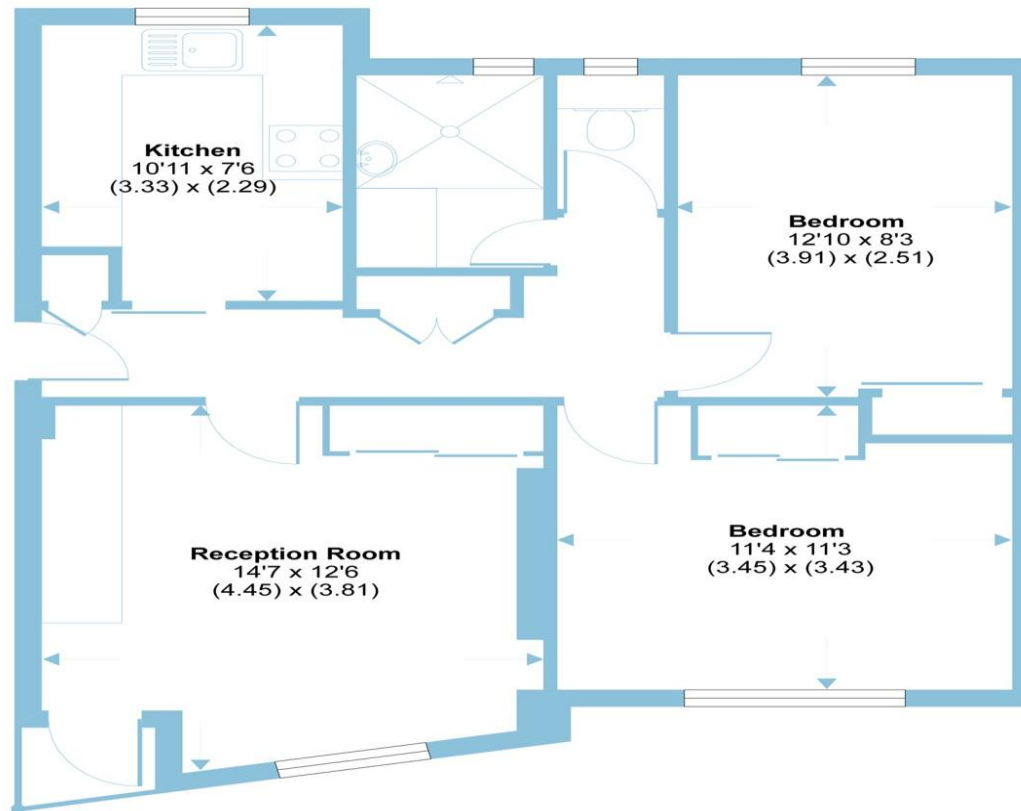 Kitchen
10'11 x 7'6
(3.33) x (2.29)
Bedroom
12'10 x 8'3
(3.91) x (2.51)
Reception Room
14'7 x 12'6
(4.45) x (3.81)
Bedroom
11'4 x 11'3
(3.45) x (3.43)